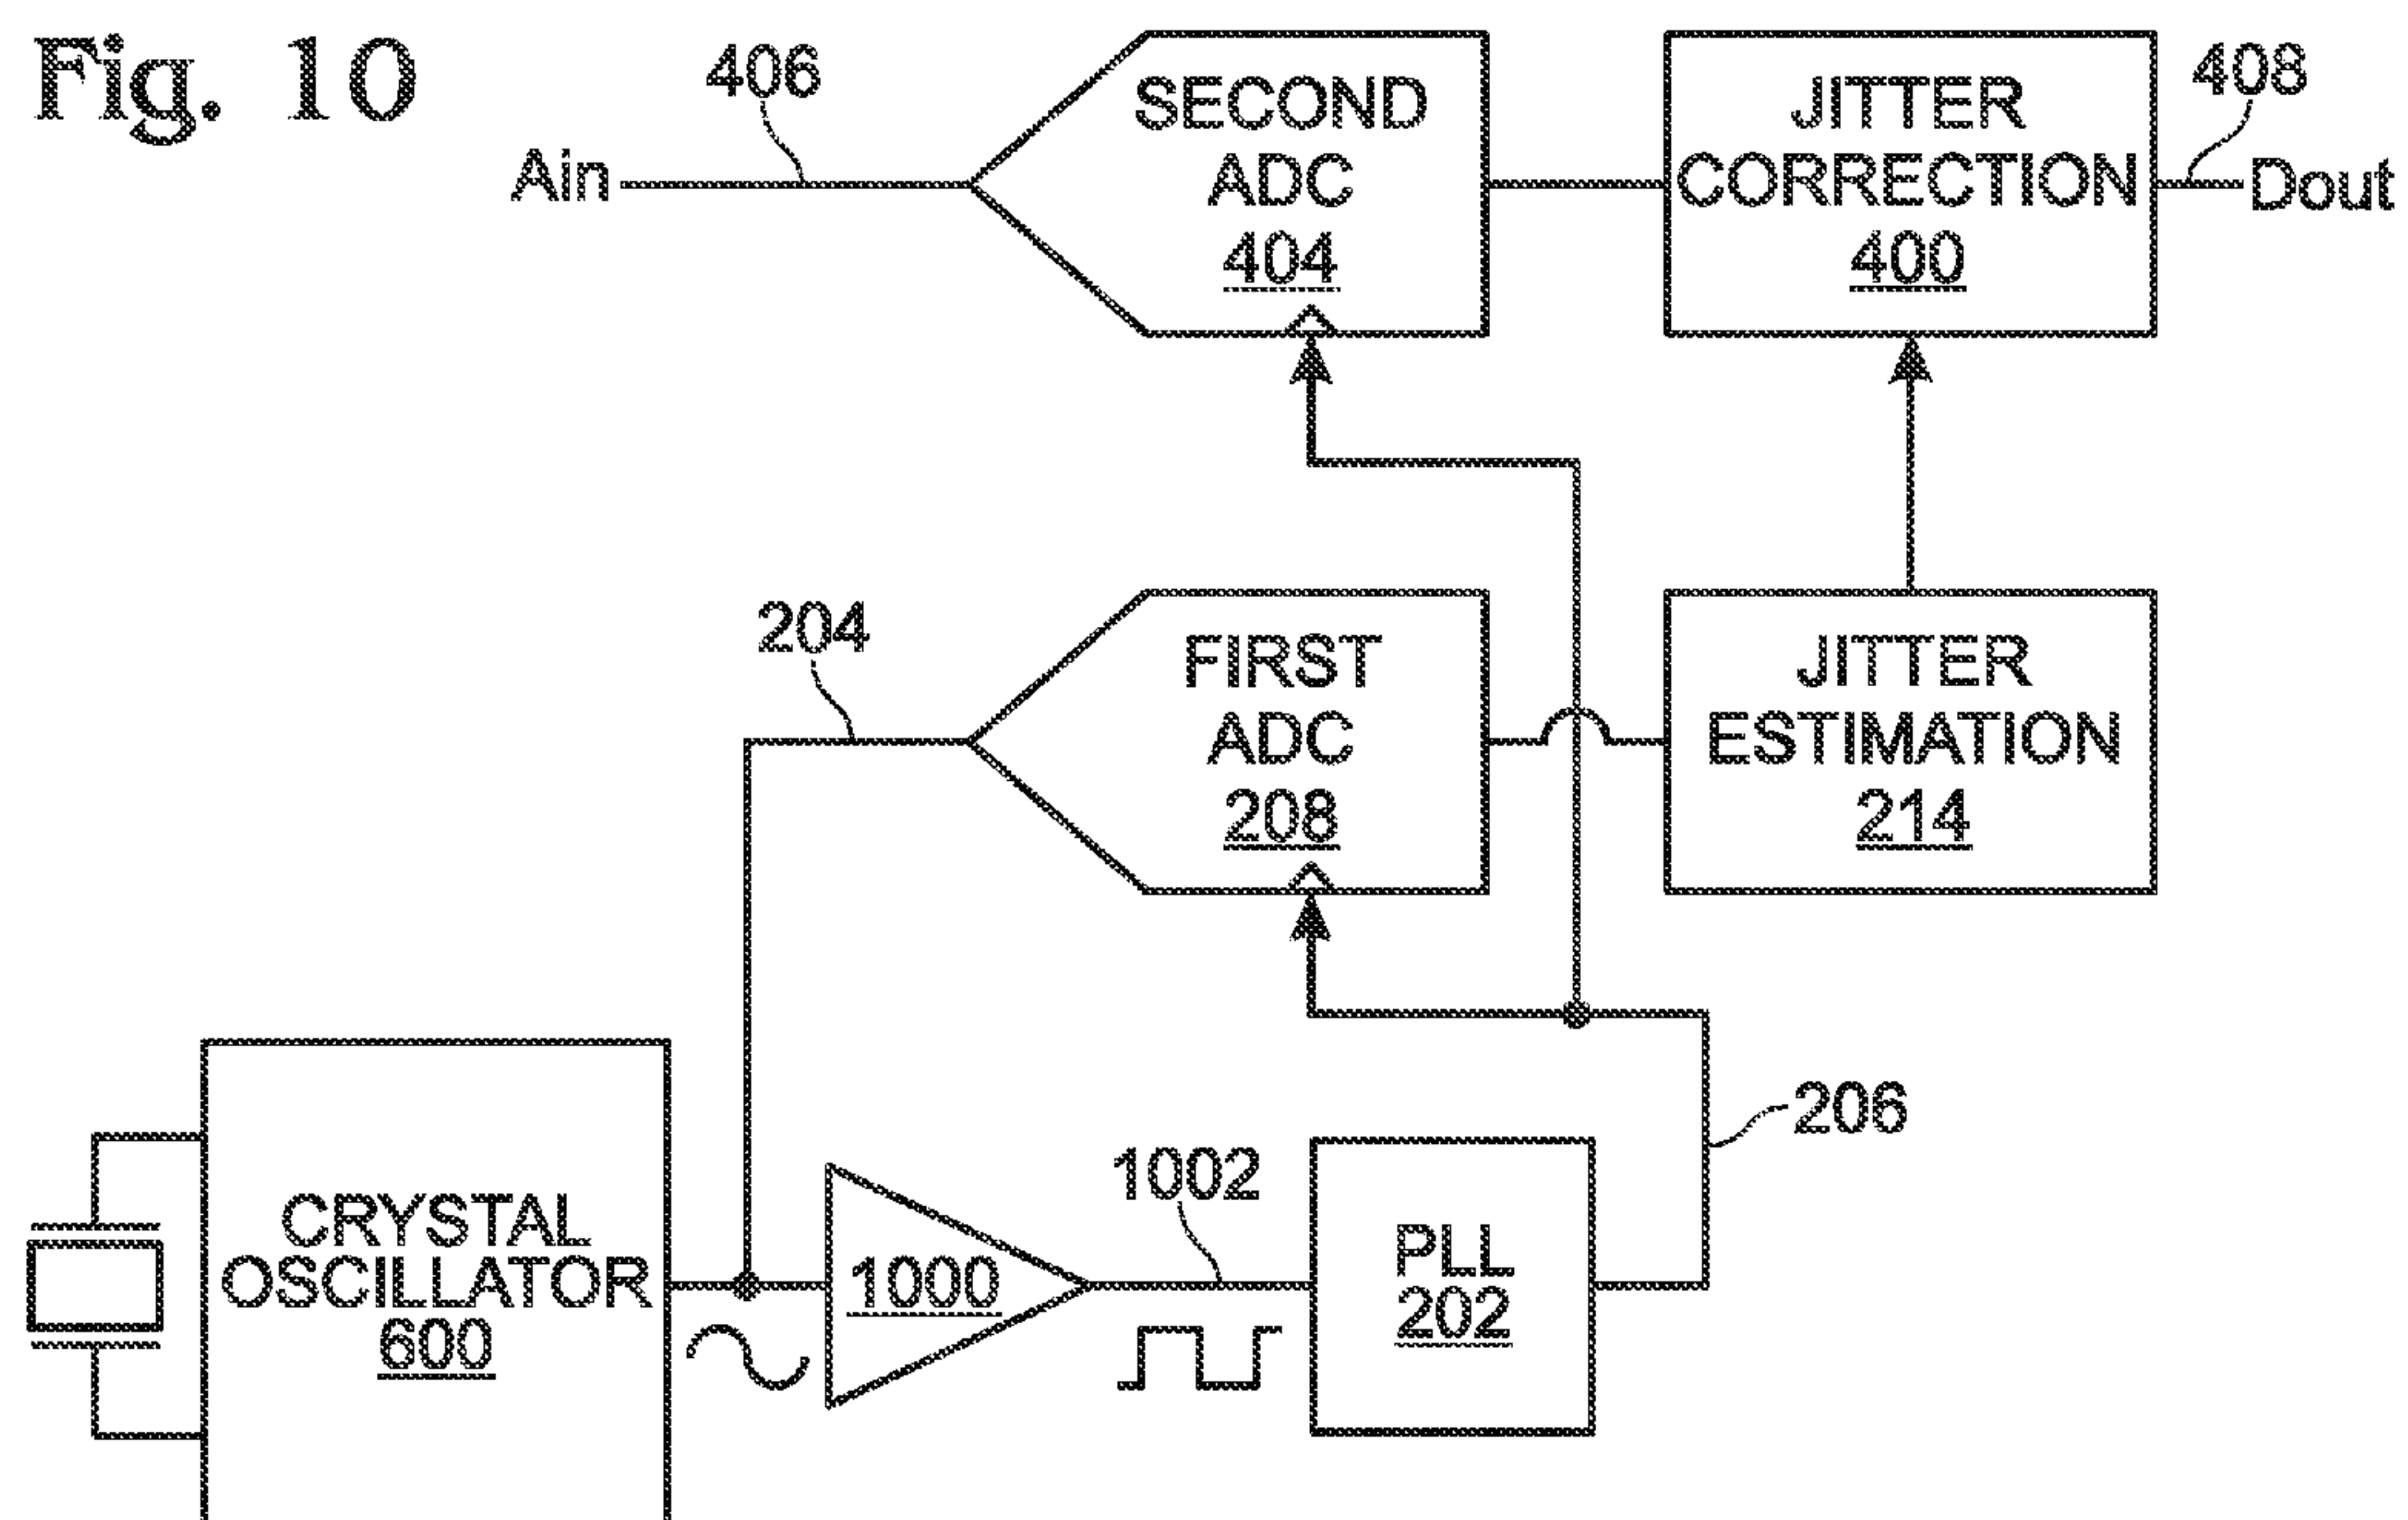 Fig. 10
406
SECOND
ADC
404
JITTER
CORRECTION
400
408
Ain
Dout
204
FIRST
ADC
208
JITTER
ESTIMATION
214
206
CRYSTAL
OSCILLATOR
600
1000
1002
PLL
202